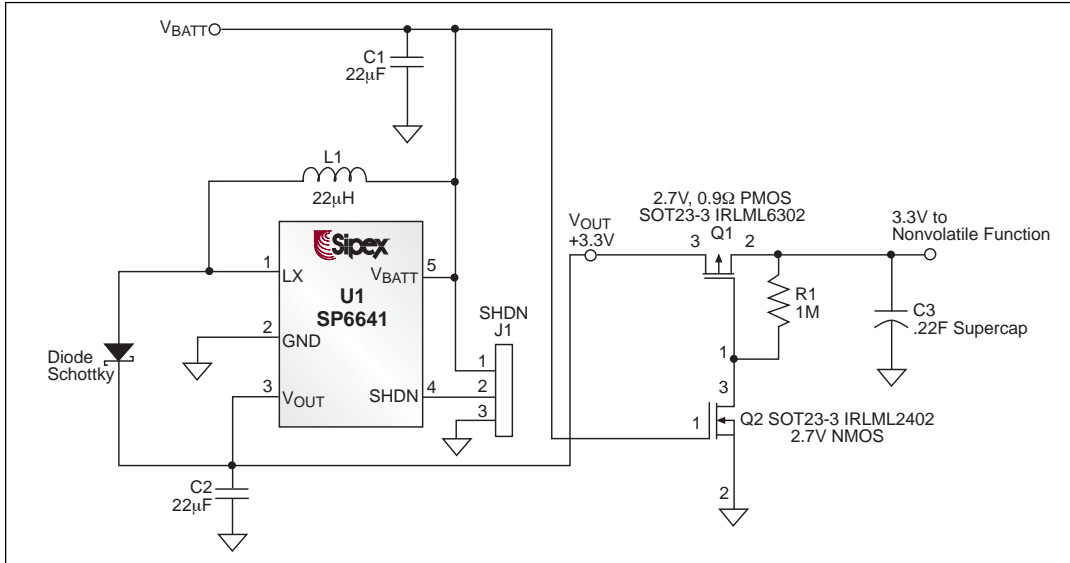 VBATT
C1
22µF
L1
22µH
Sipex
1
LX
VBATT
5
U1
SP6641
2
GND
3
VOUT
SHDN
4
SHDN
J1
1
2
3
Diode
Schottky
C2
22µF
2.7V, 0.9Ω PMOS
SOT23-3 IRLML6302
Q1
VOUT
+3.3V
3
2
3.3V to
Nonvolatile Function
R1
1M
C3
.22F Supercap
1
3
1
Q2 SOT23-3 IRLML2402
2.7V NMOS
2